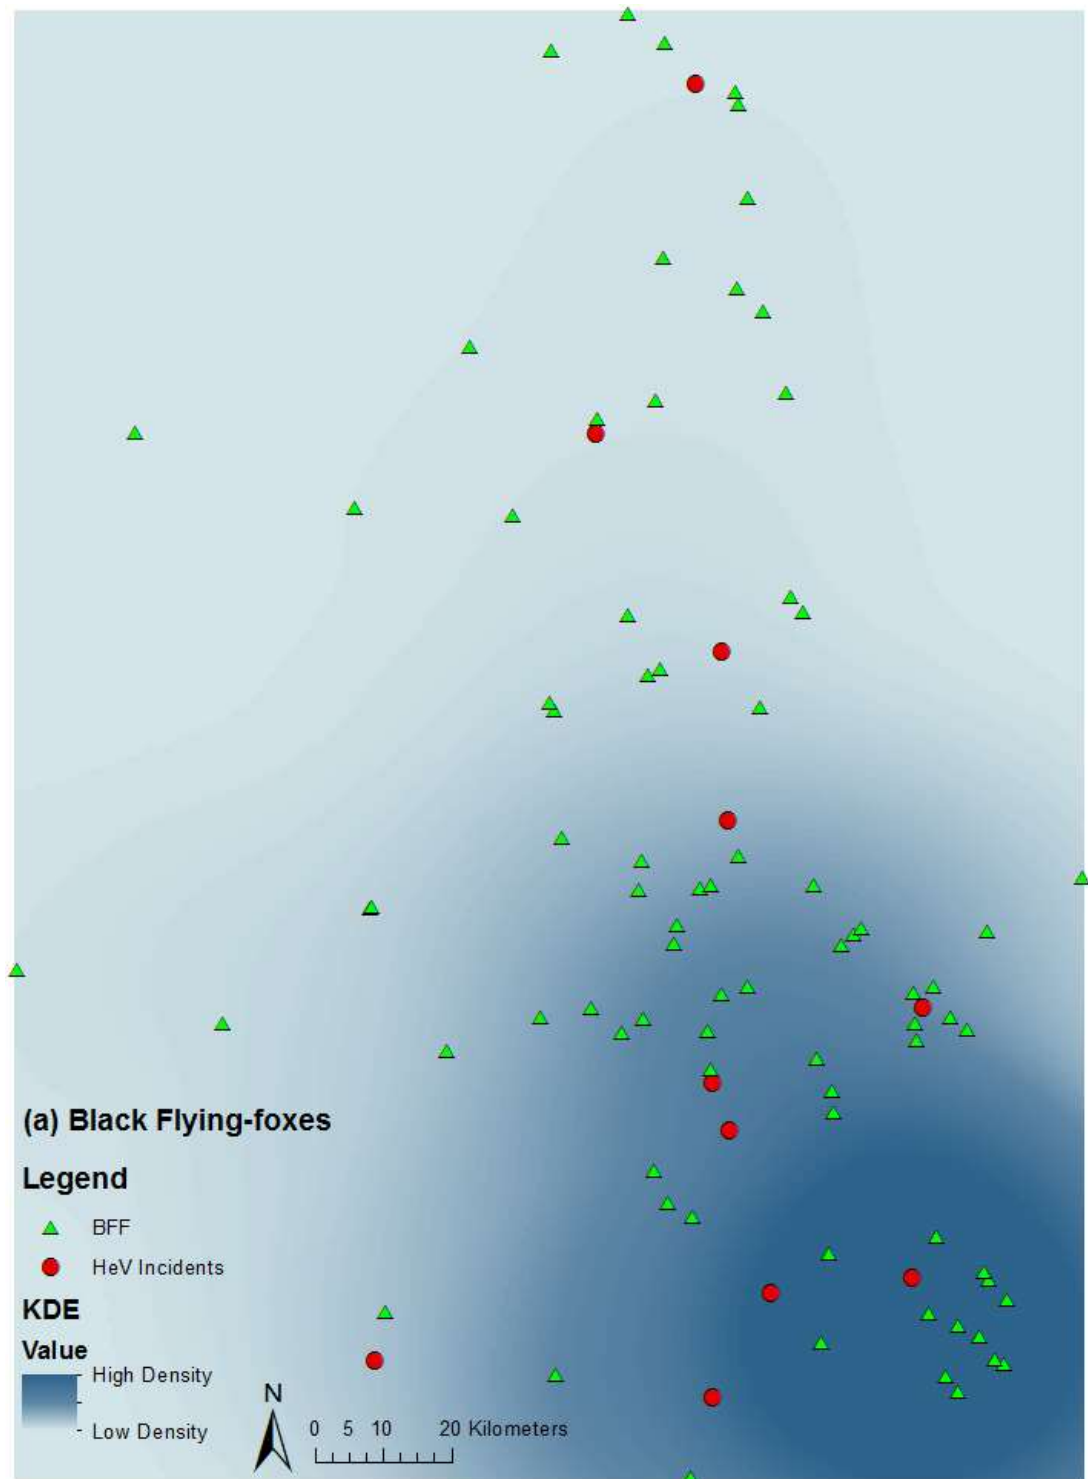 (a) Black Flying-foxes
Legend
BFF
HeV Incidents
KDE
Value
High Density
Low Density
N
0 5 10 20 Kilometers